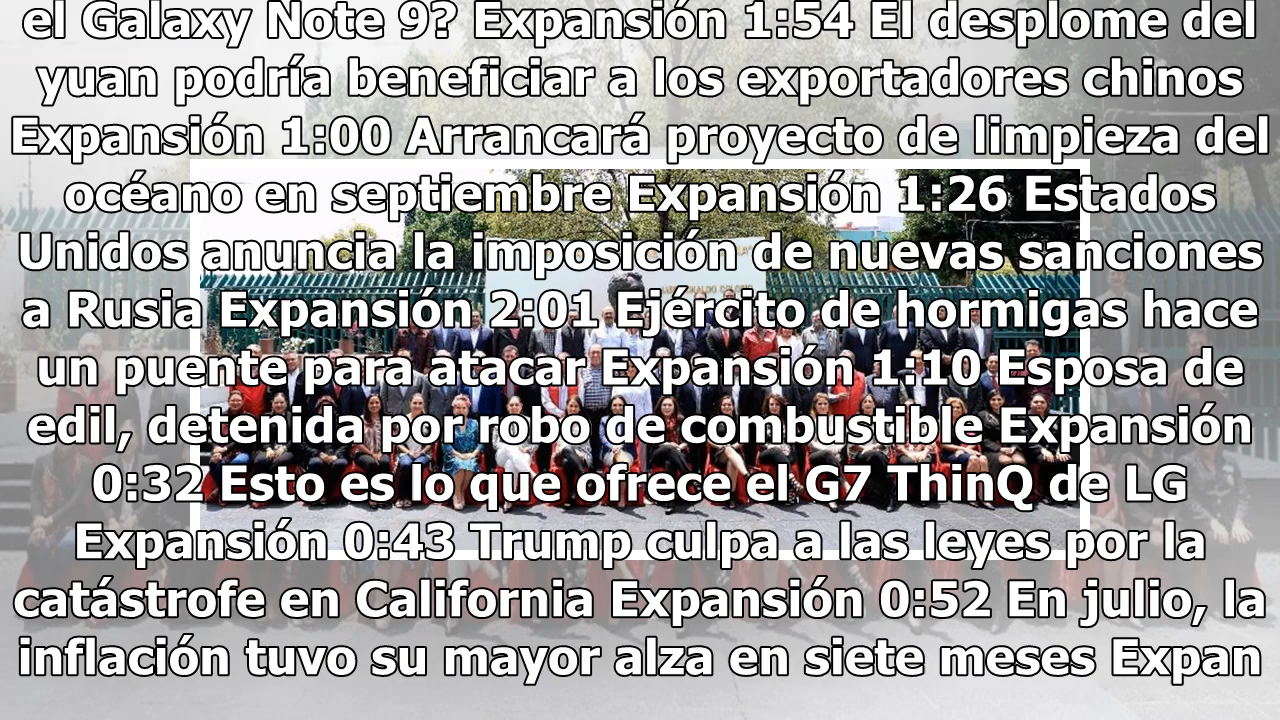 el Galaxy Note 9? Expansión 1:54 El desplome del
yuan podría beneficiar a los exportadores chinos
Expansión 1:00 Arrancará proyecto de limpieza del
océano en septiembre Expansión 1:26 Estados
Unidos anuncia la imposición de nuevas sanciones
a Rusia Expansión 2:01 Ejército de hormigas hace
un puente para atacar Expansión 1:10 Esposa de
edil, detenida por robo de combustible Expansión
0:32 Esto es lo que ofrece el G7 ThinQ de LG
Expansión 0:43 Trump culpa a las leyes por la
catástrofe en California Expansión 0:52 En julio, la
inflación tuvo su mayor alza en siete meses Expan